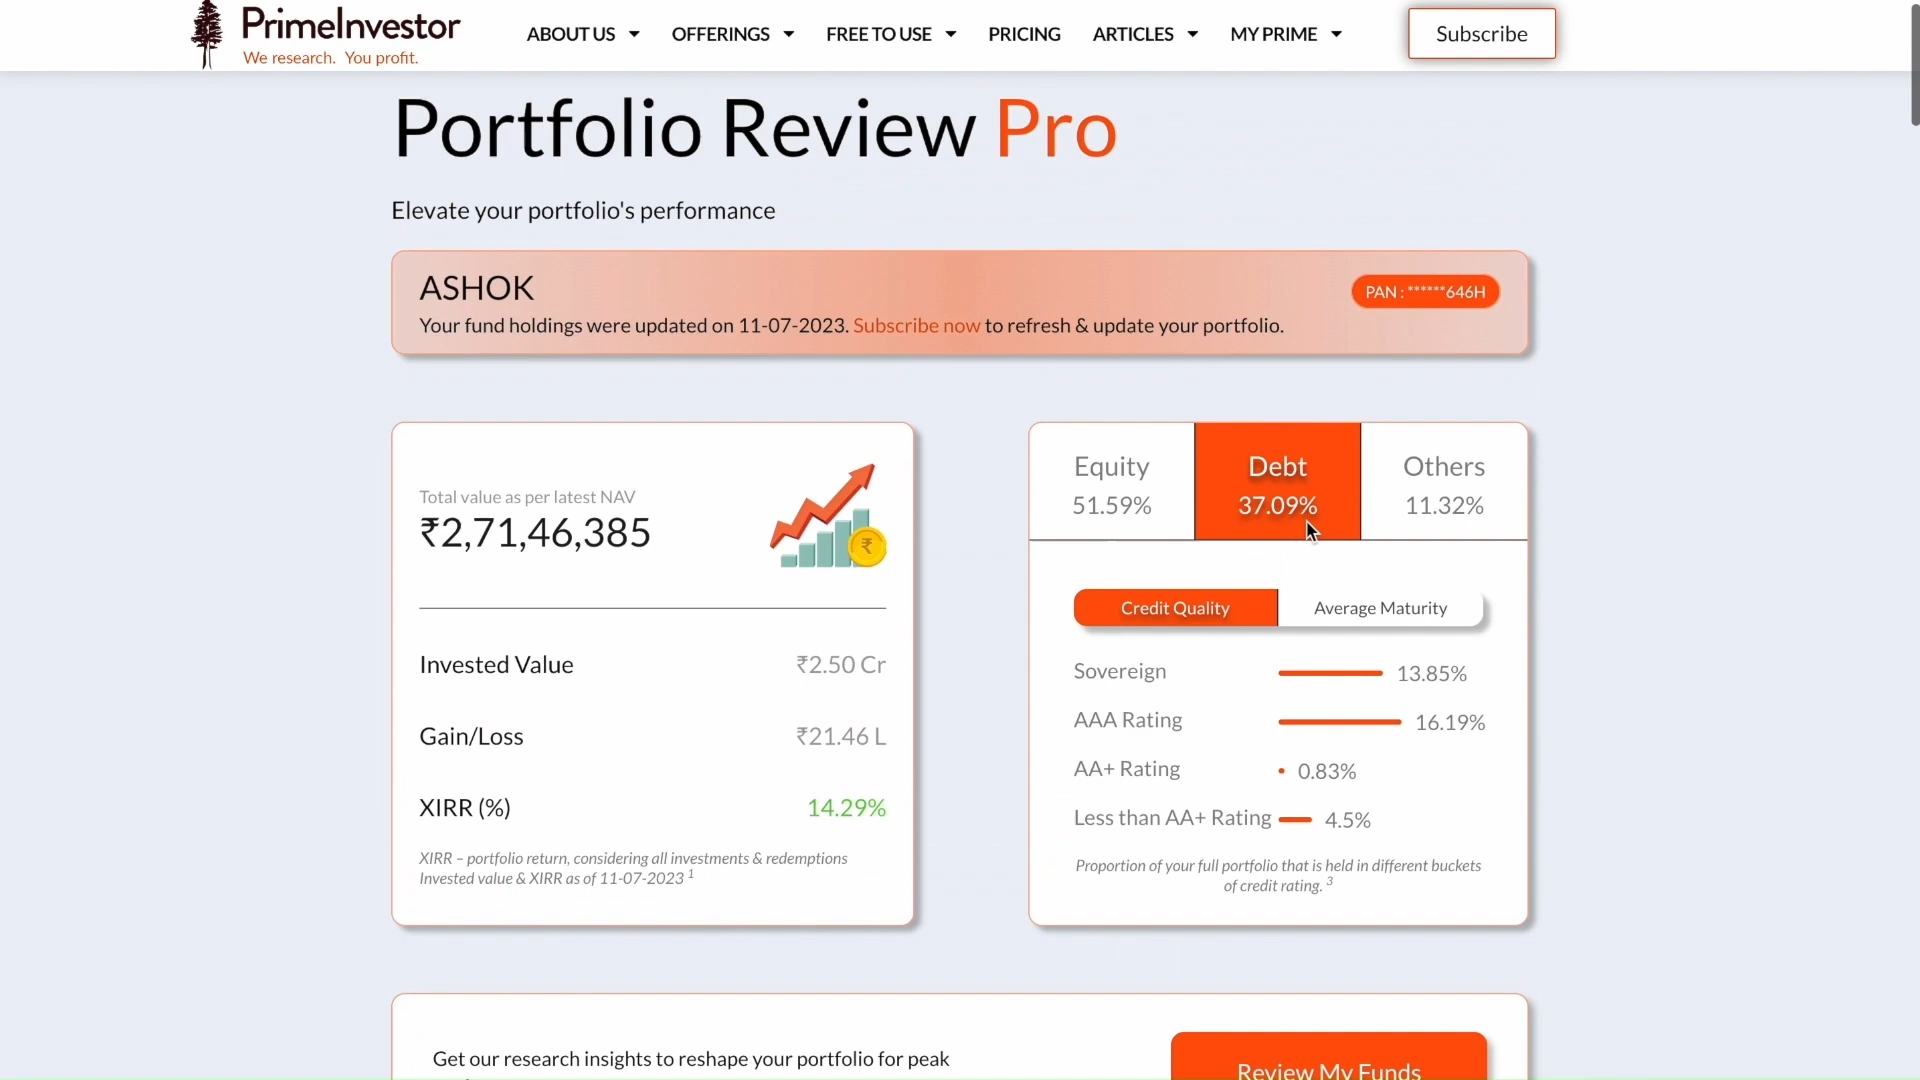 PrimeInvestor
We research. You profit.
ABOUT US
OFFERINGS
FREE TO USE
PRICING
ARTICLES
MY PRIME
Subscribe
Portfolio Review Pro
Elevate your portfolio's performance
ASHOK
PAN : ******646H
Your fund holdings were updated on 11-07-2023. Subscribe now to refresh & update your portfolio.
Total value as per latest NAV
₹2,71,46,385
₹
Invested Value ₹2.50 Cr
Gain/Loss ₹21.46 L
XIRR (%) 14.29%
XIRR – portfolio return, considering all investments & redemptions
Invested value & XIRR as of 11-07-2023 1
Equity Debt Others
51.59% 37.09% 11.32%
Credit Quality Average Maturity
Sovereign 13.85%
AAA Rating 16.19%
AA+ Rating 0.83%
Less than AA+ Rating 4.5%
Proportion of your full portfolio that is held in different buckets
of credit rating. 3
Get our research insights to reshape your portfolio for peak
Review My Funds